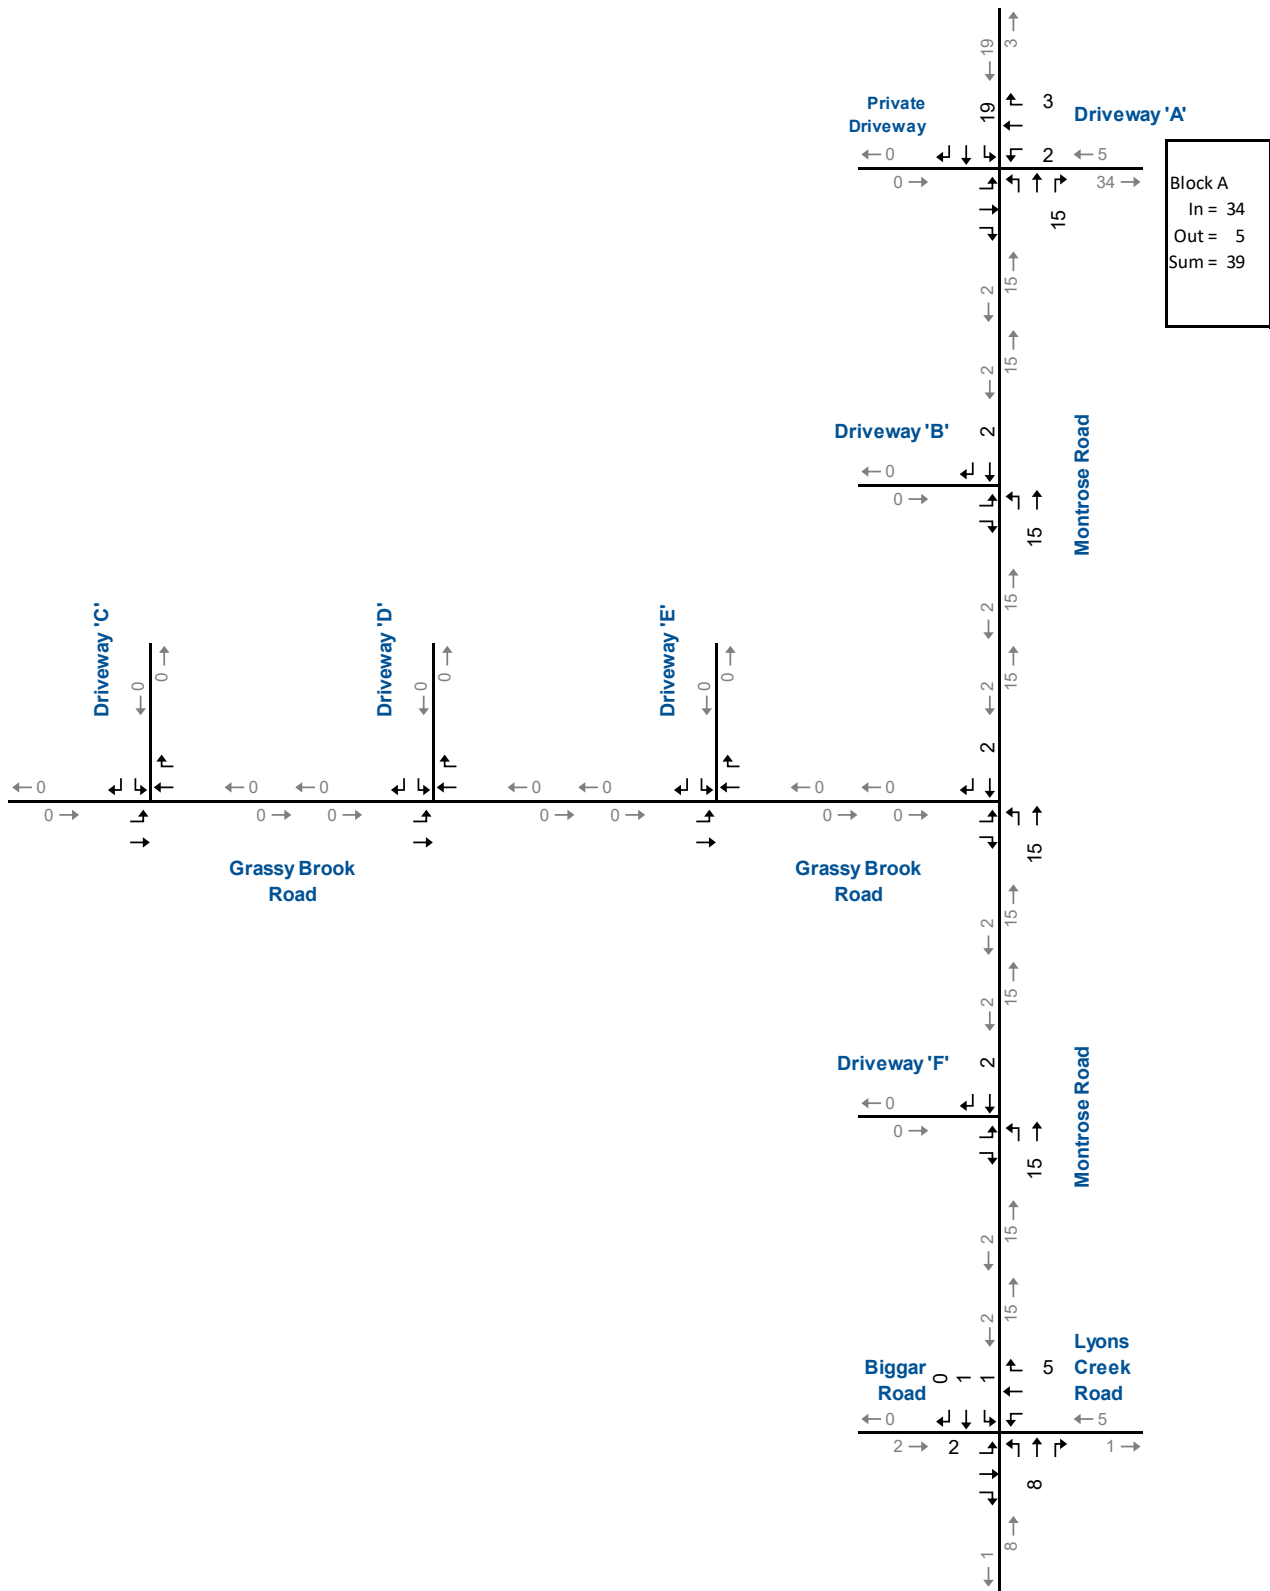 19
3
Private
Driveway
19
3
Driveway 'A'
0
2
5
0
34
15
Block A
In = 34
Out = 5
Sum = 39
2
15
2
15
Driveway 'B'
2
Montrose Road
0
0
15
2
15
Driveway 'C'
Driveway 'D'
Driveway 'E'
0
0
0
0
0
0
2
15
2
0
0
0
0
0
0
0
0
0
0
0
0
0
0
15
Grassy Brook
Road
Grassy Brook
Road
2
15
2
15
Driveway 'F'
2
Montrose Road
0
0
15
2
15
2
15
Biggar
Road
0
1
1
5
Lyons
Creek
Road
0
5
2
2
1
8
1
8